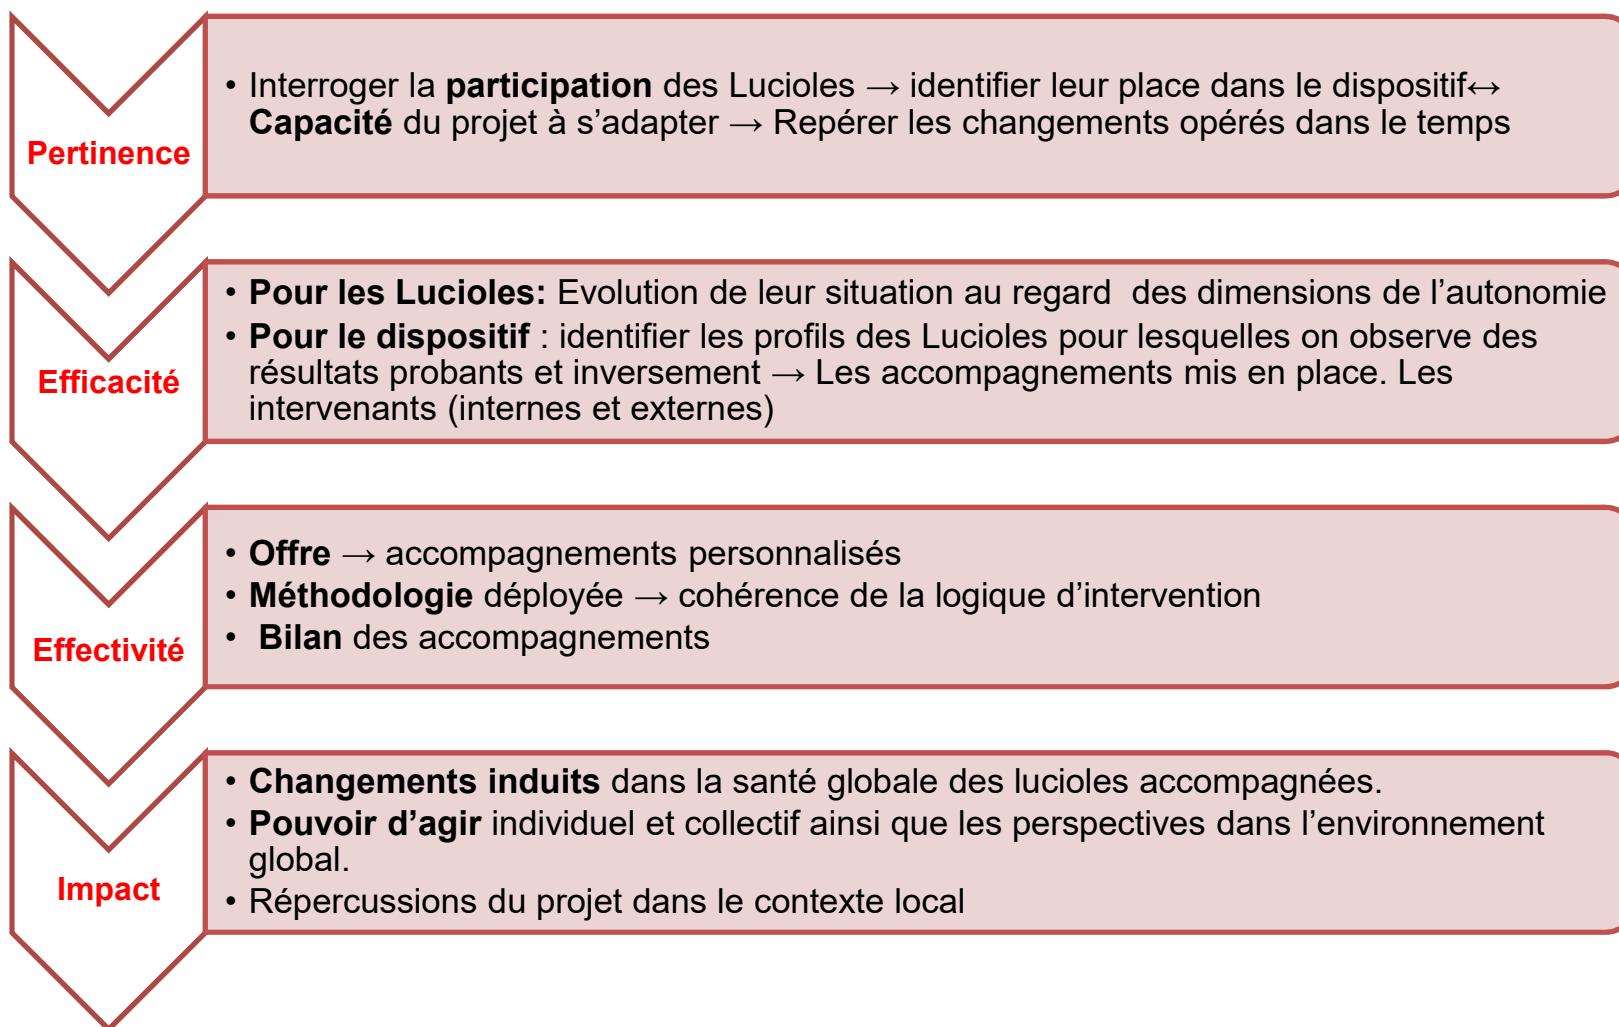 Pertinence
• Interroger la participation des Lucioles → identifier leur place dans le dispositif↔
Capacité du projet à s’adapter → Repérer les changements opérés dans le temps
Efficacité
• Pour les Lucioles: Evolution de leur situation au regard  des dimensions de l’autonomie
• Pour le dispositif : identifier les profils des Lucioles pour lesquelles on observe des
résultats probants et inversement → Les accompagnements mis en place. Les
intervenants (internes et externes)
Effectivité
• Offre → accompagnements personnalisés
• Méthodologie déployée → cohérence de la logique d’intervention
•  Bilan des accompagnements
Impact
• Changements induits dans la santé globale des lucioles accompagnées.
• Pouvoir d’agir individuel et collectif ainsi que les perspectives dans l’environnement
global.
• Répercussions du projet dans le contexte local